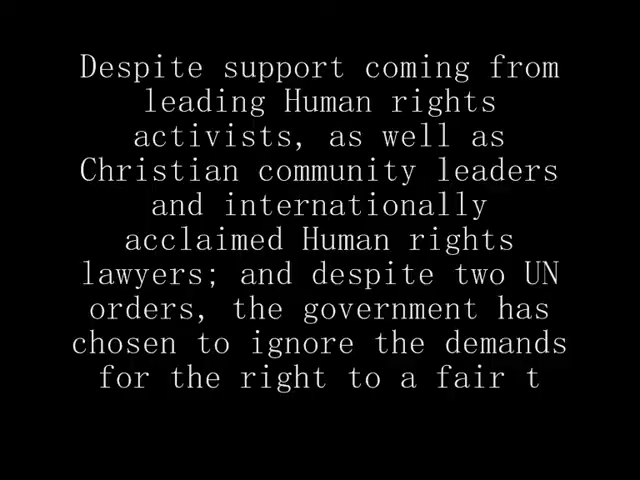 Despite support coming from
leading Human rights
activists, as well as
Christian community leaders
and internationally
acclaimed Human rights
lawyers; and despite two UN
orders, the government has
chosen to ignore the demands
for the right to a fair t